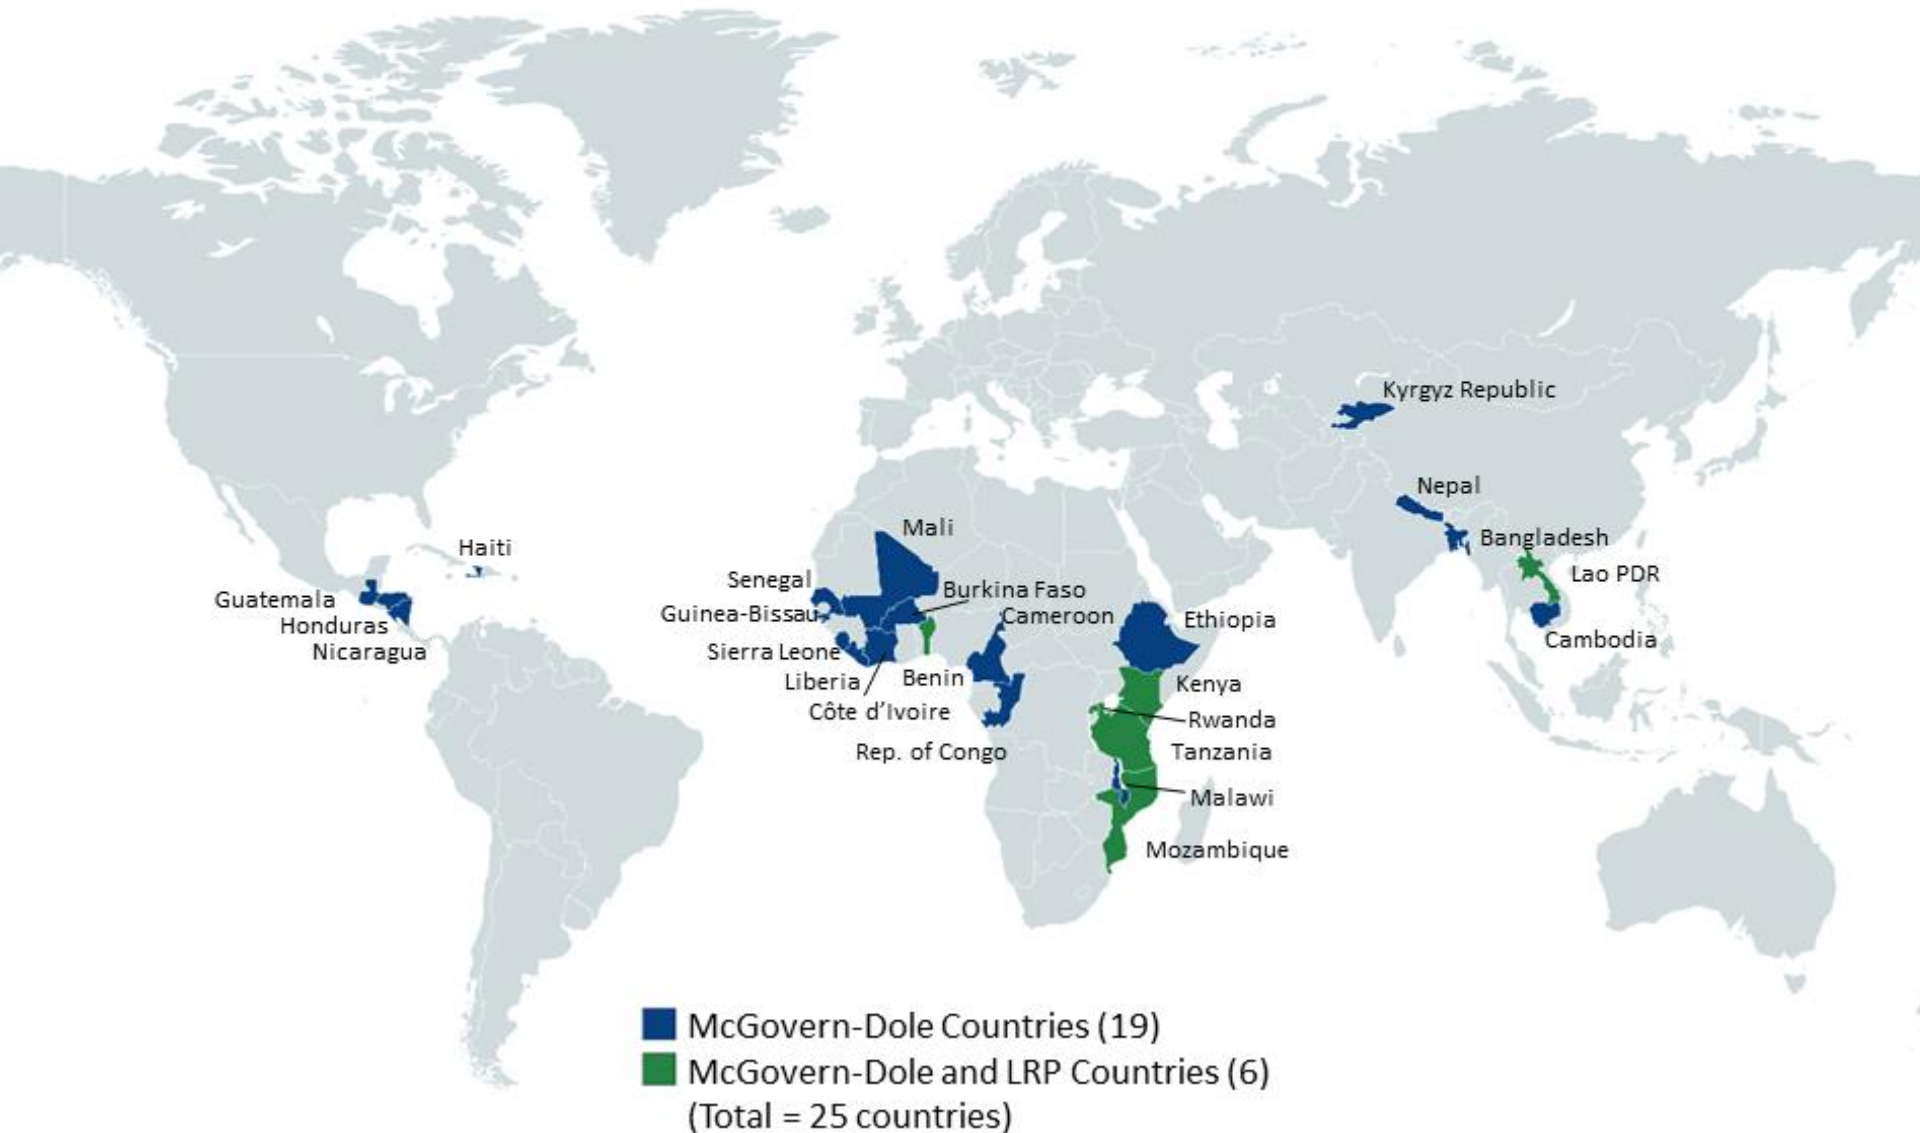 Kyrgyz Republic
Nepal
Mali
Bangladesh
Haiti
Lao PDR
Senegal
Burkina Faso
Guatemala
Guinea-Bissau
Cameroon
Ethiopia
Honduras
Cambodia
Nicaragua
Sierra Leone
Liberia
Benin
Kenya
Côte d’Ivoire
Rwanda
Rep. of Congo
Tanzania
Malawi
Mozambique
McGovern-Dole Countries (19)
McGovern-Dole and LRP Countries (6)
(Total = 25 countries)